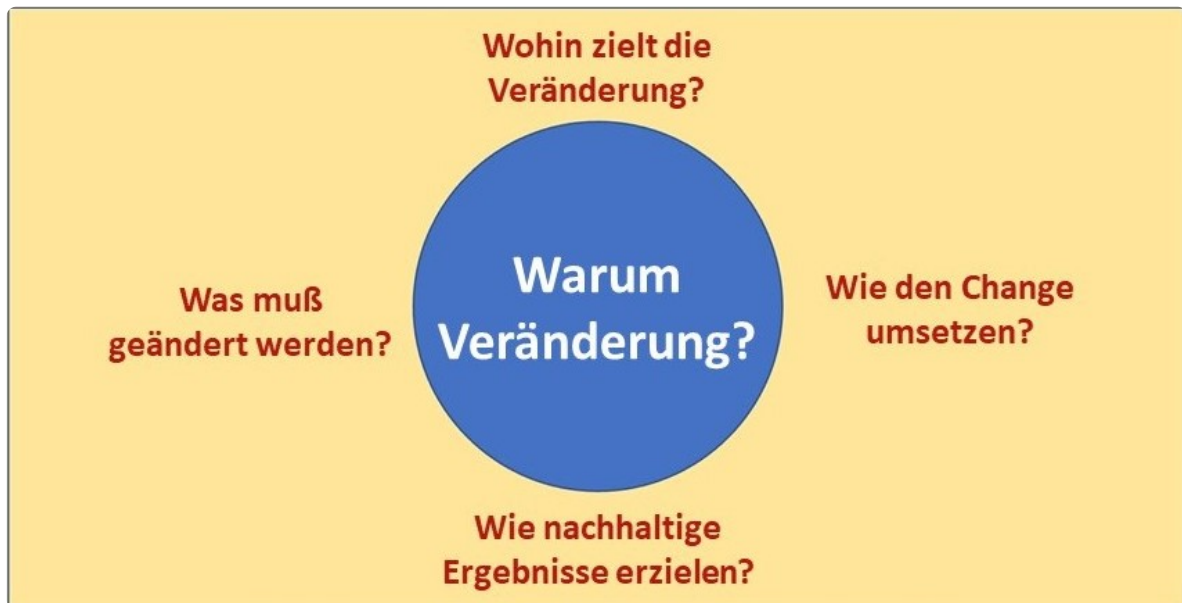 Wohin zielt die
Veränderung?
Was muß
geändert werden?
Warum
Veränderung?
Wie den Change
umsetzen?
Wie nachhaltige
Ergebnisse erzielen?